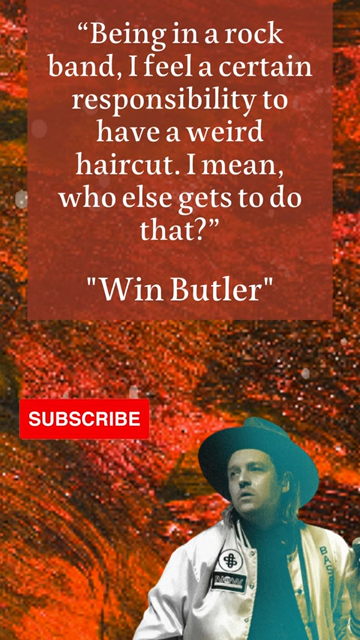 “Being in a rock
band, I feel a certain
responsibility to
have a weird
haircut. I mean,
who else gets to do
that?”
"Win Butler"
SUBSCRIBE